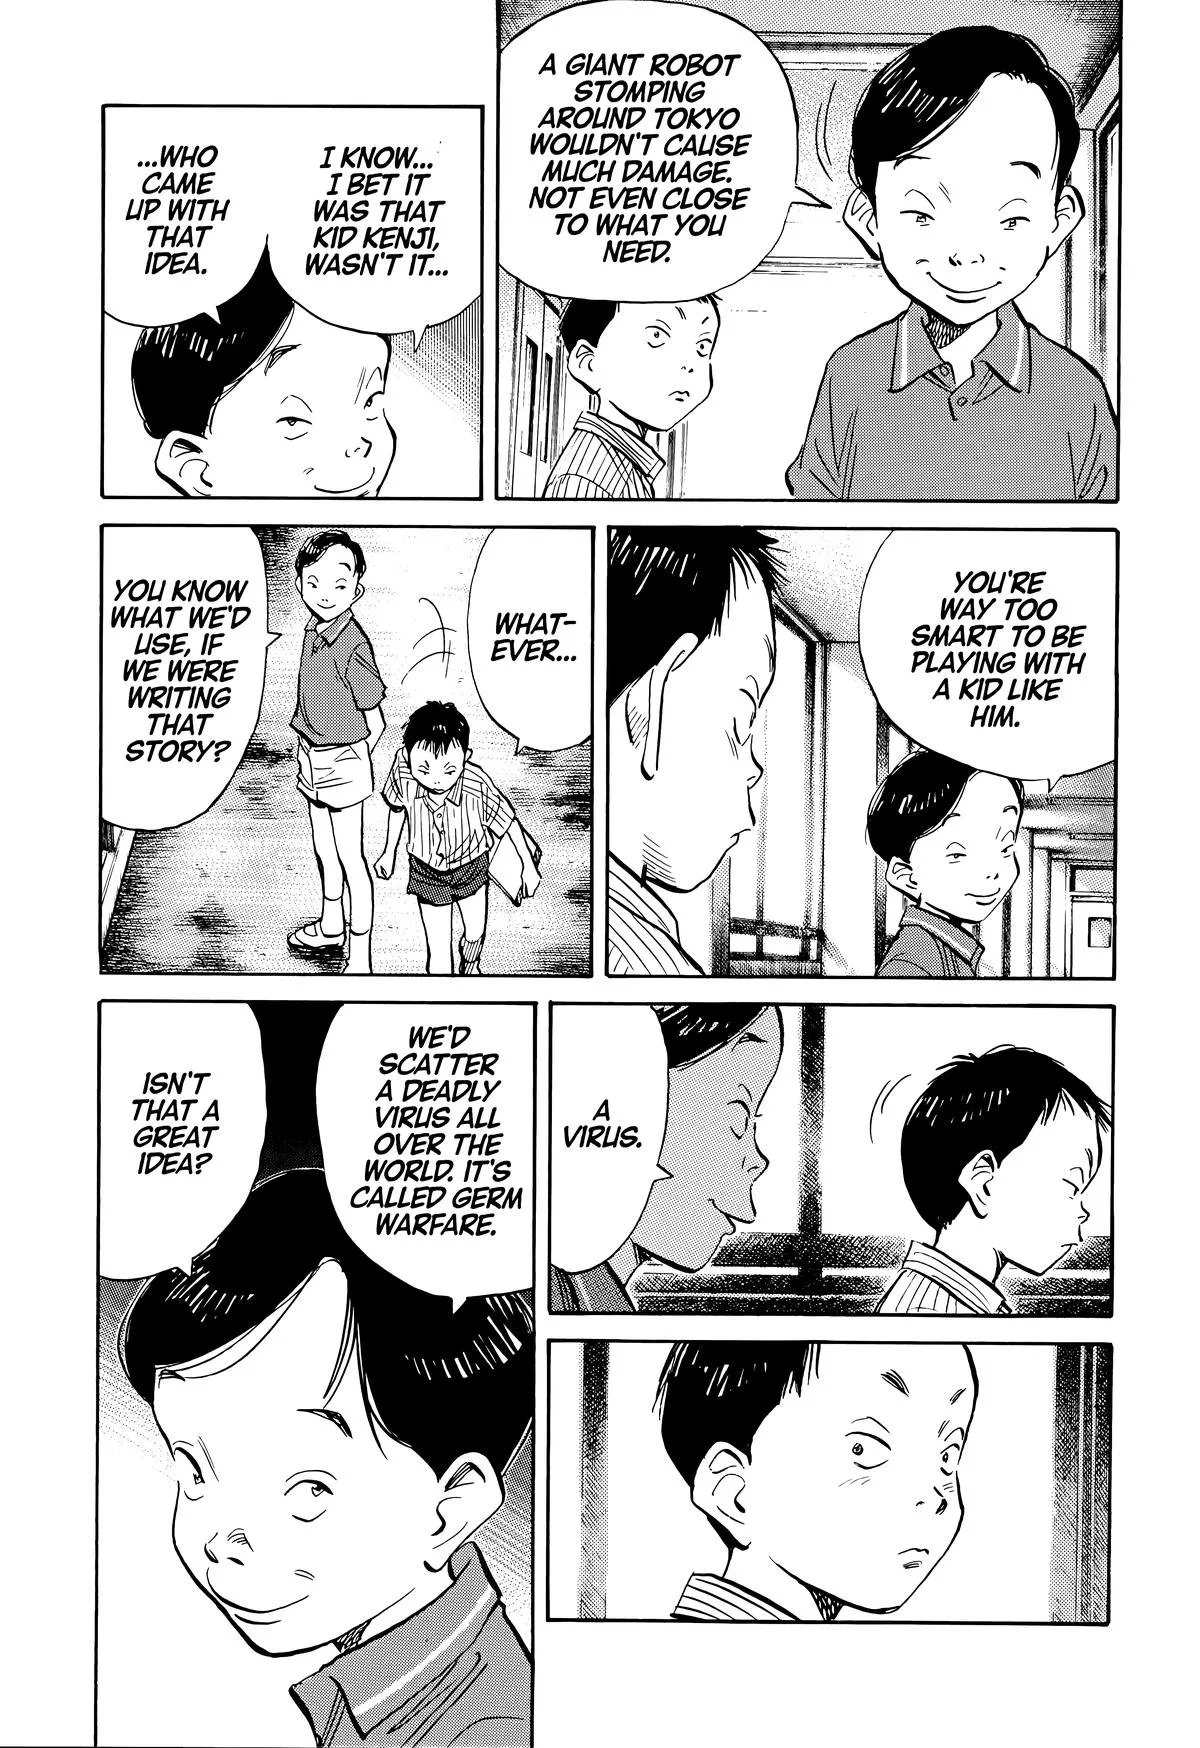 A GIANT ROBOT
STOMPING
AROUND TOKYO
WOULDN'T CAUSE
MUCH DAMAGE.
NOT EVEN CLOSE
TO WHAT YOU
NEED.
I KNOW...
I BET IT
WAS THAT
KID KENJI,
WASN'T IT...
...WHO
CAME
UP WITH
THAT
IDEA.
YOU'RE
WAY TOO
SMART TO BE
PLAYING WITH
A KID LIKE
HIM.
WHAT-
EVER...
YOU KNOW
WHAT WE'D
USE, IF
WE WERE
WRITING
THAT
STORY?
A
VIRUS.
WE'D
SCATTER
A DEADLY
VIRUS ALL
OVER THE
WORLD. IT'S
CALLED GERM
WARFARE.
ISN'T
THAT A
GREAT
IDEA?